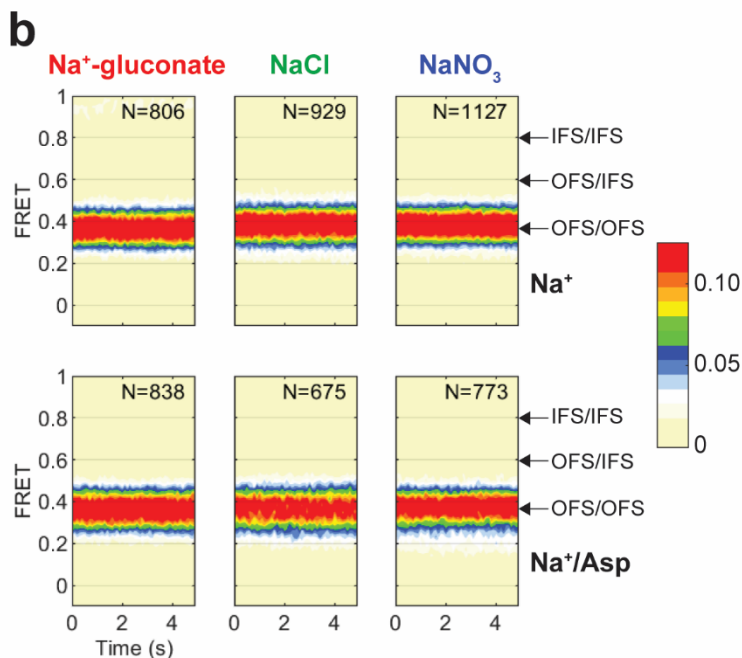 b
Na⁺-gluconate NaCl NaNO₃
1 N=806 N=929 N=1127
0.8 IFS/IFS
0.6 OFS/IFS
FRET
0.4 OFS/OFS
0.2
0 Na⁺
0.10
0.05
0
1 N=838 N=675 N=773
0.8 IFS/IFS
0.6 OFS/IFS
FRET
0.4 OFS/OFS
0.2
0 Na⁺/Asp
0 2 4 0 2 4 0 2 4
Time (s)